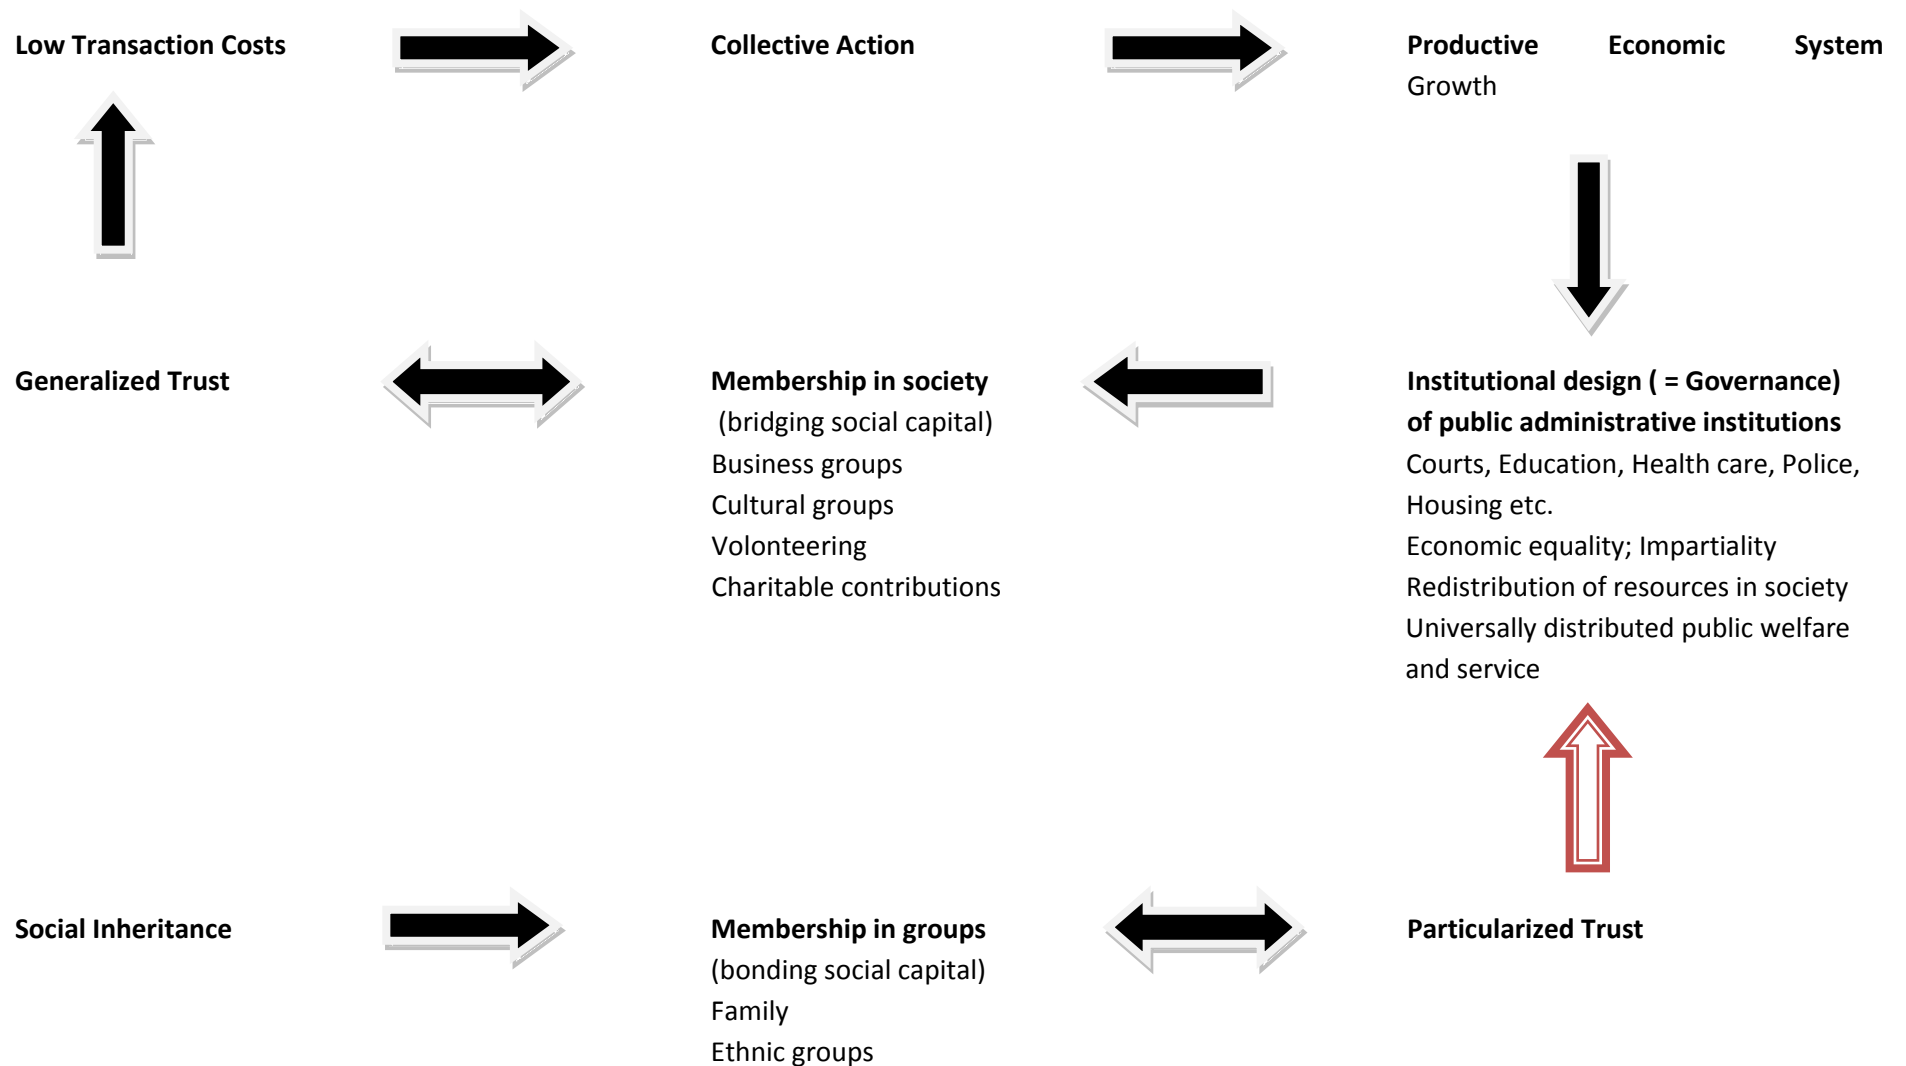 Low Transaction Costs
Collective Action
Productive Economic System
Growth
Generalized Trust
Membership in society
(bridging social capital)
Business groups
Cultural groups
Volonteering
Charitable contributions
Institutional design ( = Governance)
of public administrative institutions
Courts, Education, Health care, Police,
Housing etc.
Economic equality; Impartiality
Redistribution of resources in society
Universally distributed public welfare
and service
Social Inheritance
Membership in groups
(bonding social capital)
Family
Ethnic groups
Particularized Trust